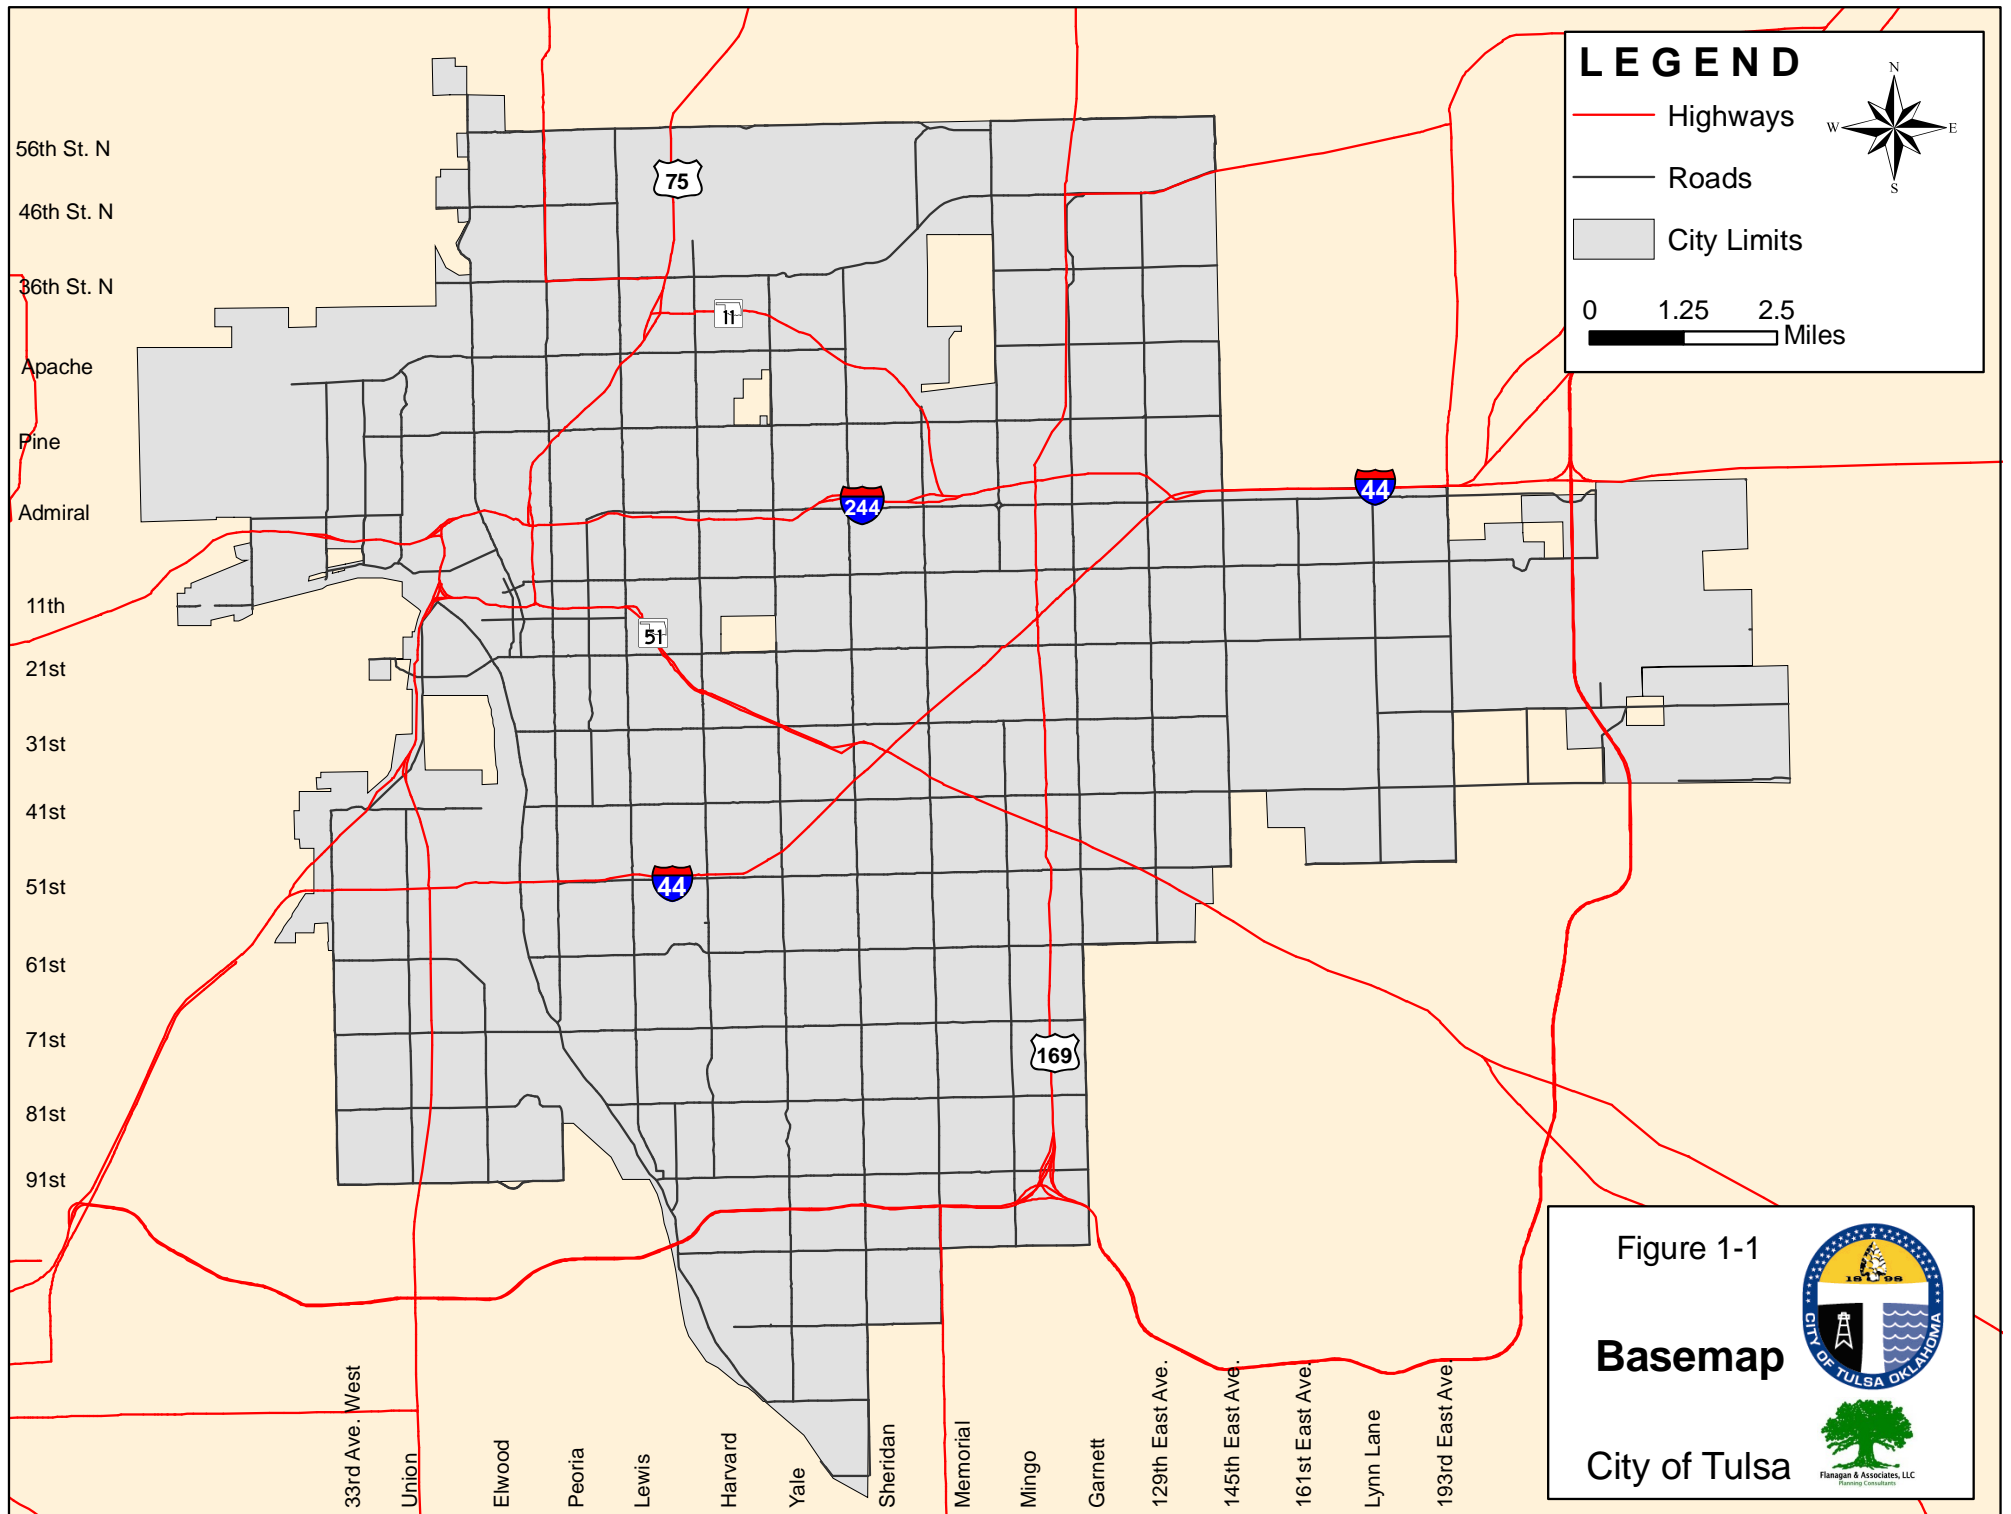 LEGEND
Highways
Roads
City Limits
N
W
E
S
0 1.25 2.5
Miles
56th St. N
46th St. N
36th St. N
Apache
Pine
Admiral
11th
21st
31st
41st
51st
61st
71st
81st
91st
75
11
244
44
51
44
169
33rd Ave. West
Union
Elwood
Peoria
Lewis
Harvard
Yale
Sheridan
Memorial
Mingo
Garnett
129th East Ave.
145th East Ave.
161st East Ave.
Lynn Lane
193rd East Ave.
Figure 1-1
Basemap
City of Tulsa
1898
CITY OF TULSA OKLAHOMA
Flanagan & Associates, LLC
Planning Consultants